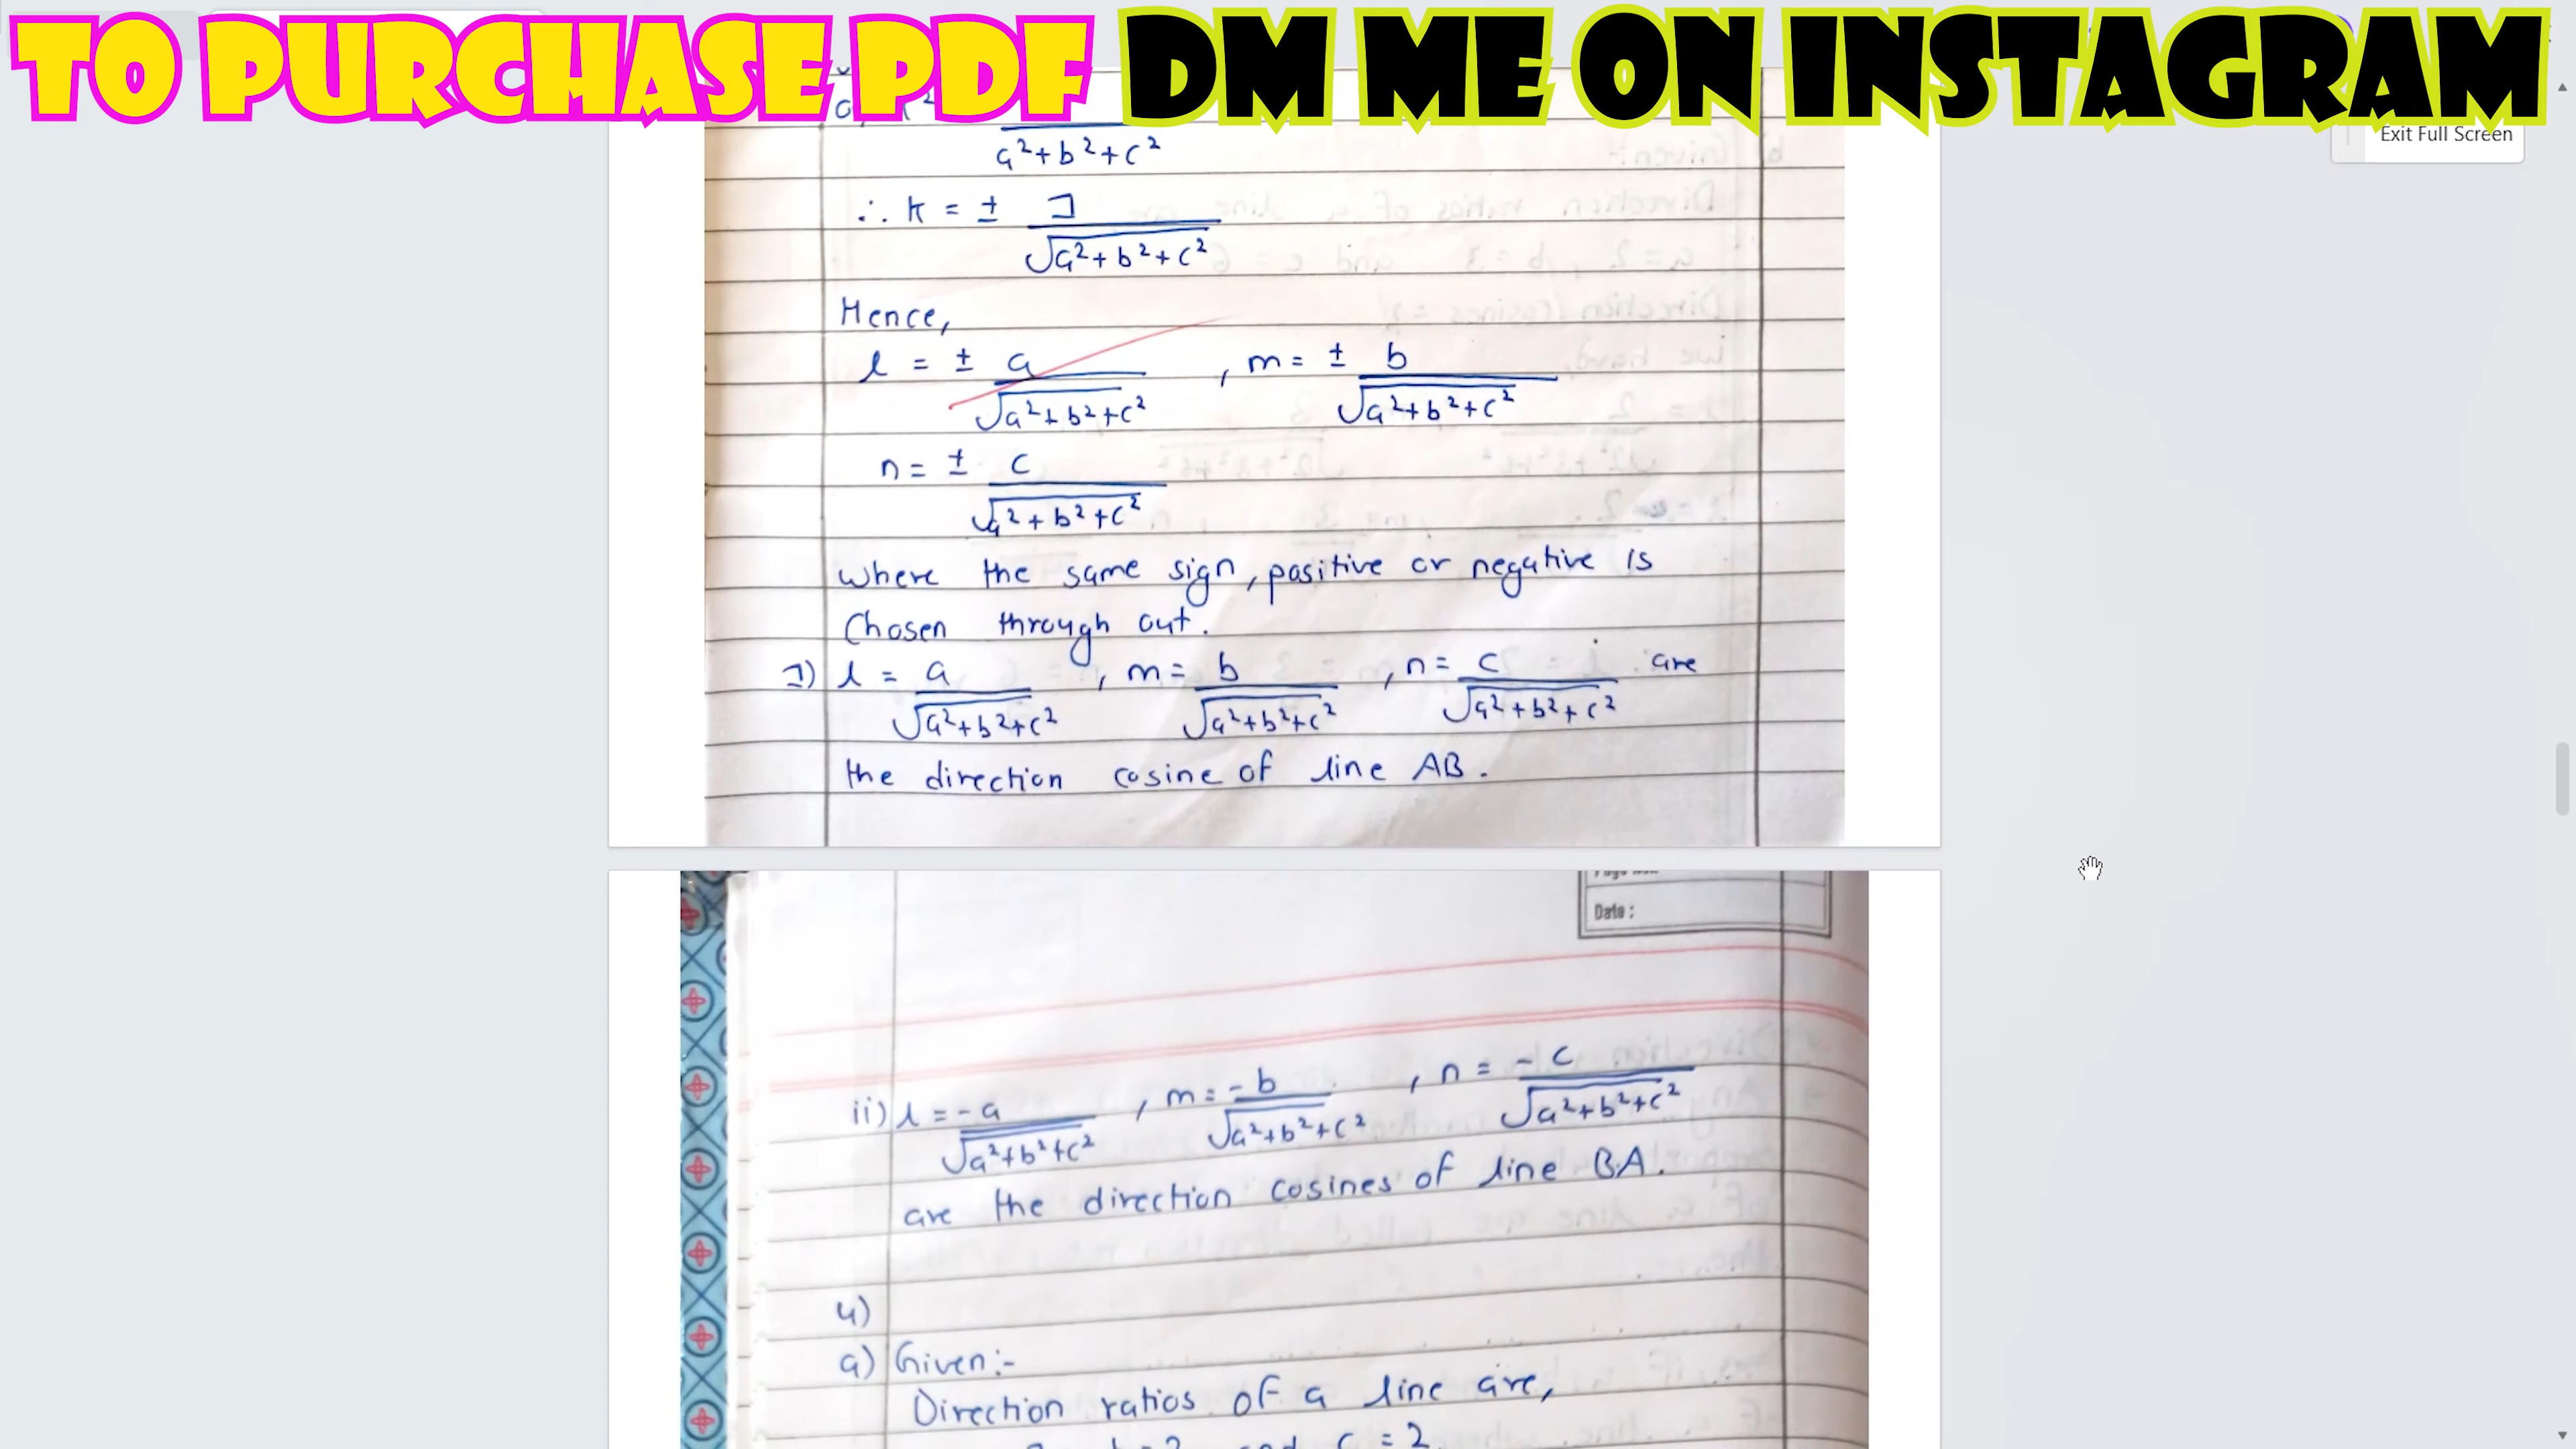 TO PURCHASE PDF DM ME ON INSTAGRAM
Exit Full Screen
a²+b²+c²
∴ k = ± 1 / √a²+b²+c²
Hence,
l = ± a / √a²+b²+c² , m = ± b / √a²+b²+c²
n = ± c / √a²+b²+c²
where the same sign, positive or negative is
Chosen through out.
1) l = a / √a²+b²+c² , m = b / √a²+b²+c² , n = c / √a²+b²+c² are
the direction cosine of line AB.
Date :
ii) l = -a / √a²+b²+c² , m = -b / √a²+b²+c² , n = -c / √a²+b²+c²
are the direction cosines of line BA.
4)
a) Given:-
Direction ratios of a line are,
c = 2